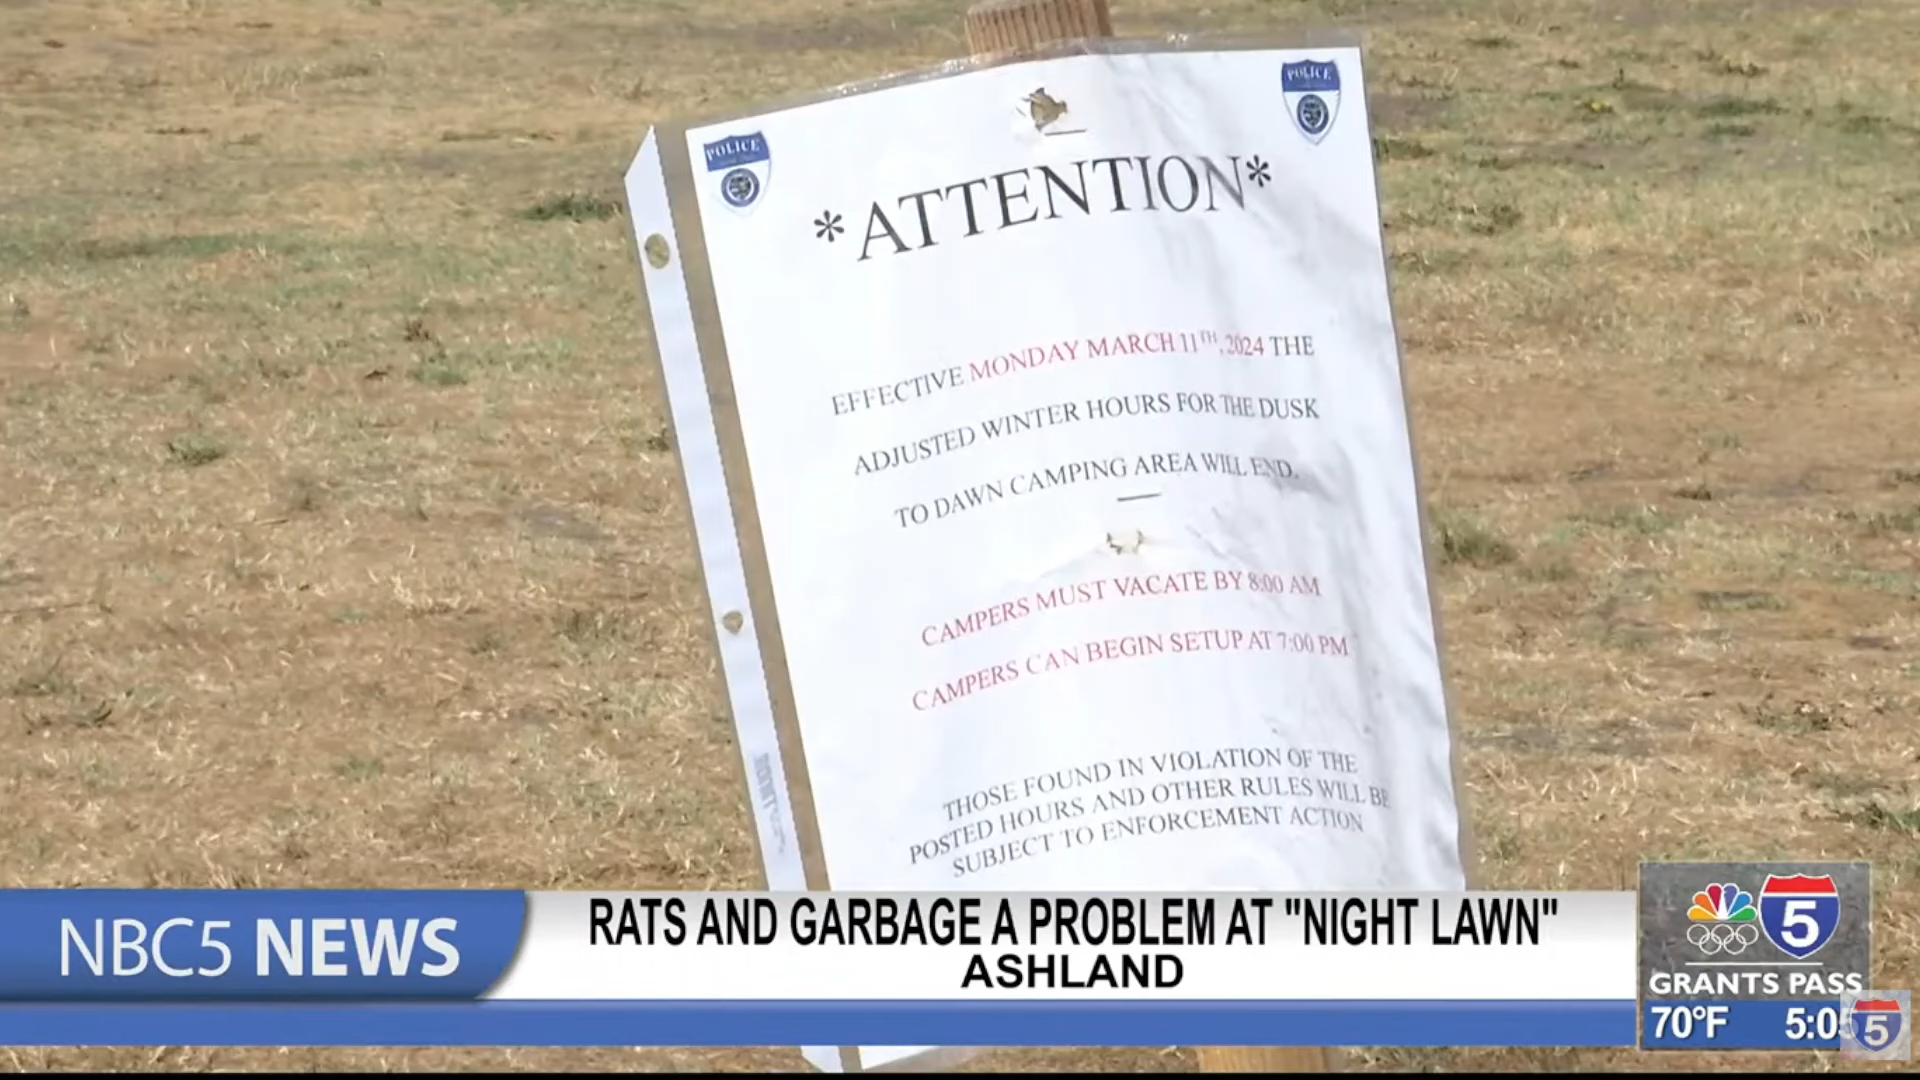 POLICE
POLICE
*ATTENTION*
EFFECTIVE MONDAY MARCH 11TH, 2024 THE
ADJUSTED WINTER HOURS FOR THE DUSK
TO DAWN CAMPING AREA WILL END.
CAMPERS MUST VACATE BY 8:00 AM
CAMPERS CAN BEGIN SETUP AT 7:00 PM
THOSE FOUND IN VIOLATION OF THE
POSTED HOURS AND OTHER RULES WILL BE
SUBJECT TO ENFORCEMENT ACTION
NBC5 NEWS
RATS AND GARBAGE A PROBLEM AT "NIGHT LAWN"
ASHLAND
5
GRANTS PASS
70°F 5:05
5